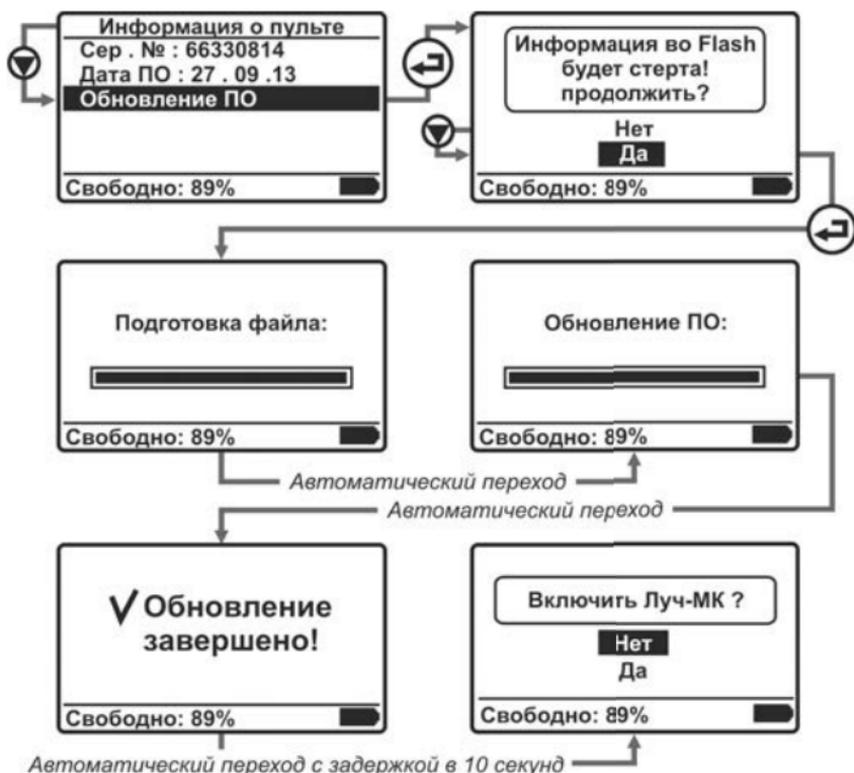 Информация о пульте
Сер . № : 66330814
Дата ПО : 27 . 09 .13
Обновление ПО
Свободно: 89%
Информация во Flash
будет стерта!
продолжить?
Нет
Да
Свободно: 89%
Подготовка файла:
Свободно: 89%
Обновление ПО:
Свободно: 89%
Автоматический переход
Автоматический переход
√ Обновление
завершено!
Свободно: 89%
Включить Луч-МК ?
Нет
Да
Свободно: 89%
Автоматический переход с задержкой в 10 секунд